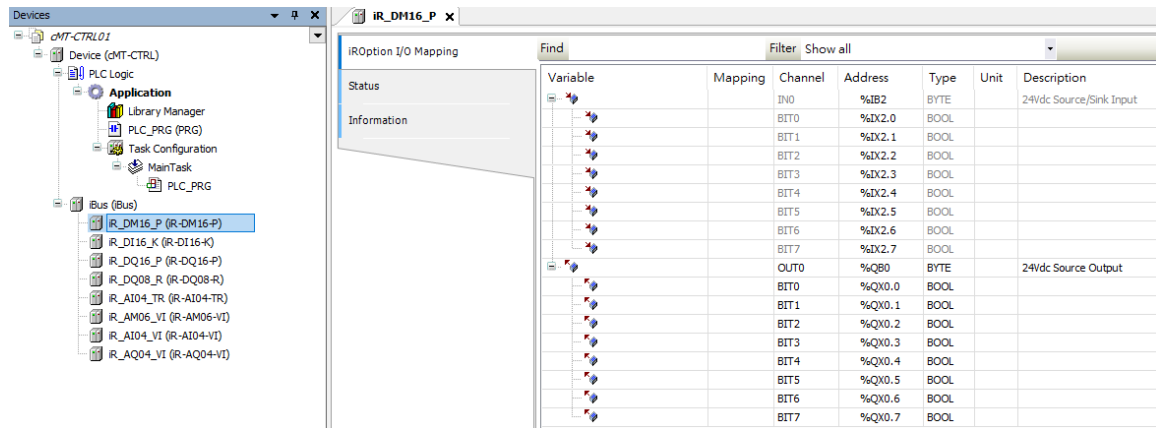 Devices
cMT-CTRL01
Device (cMT-CTRL)
PLC Logic
Application
Library Manager
PLC_PRG (PRG)
Task Configuration
MainTask
PLC_PRG
iBus (iBus)
iR_DM16_P (iR-DM16-P)
iR_DI16_K (iR-DI16-K)
iR_DQ16_P (iR-DQ16-P)
iR_DQ08_R (iR-DQ08-R)
iR_AI04_TR (iR-AI04-TR)
iR_AM06_VI (iR-AM06-VI)
iR_AI04_VI (iR-AI04-VI)
iR_AQ04_VI (iR-AQ04-VI)
iR_DM16_P
iROption I/O Mapping
Status
Information
Find Filter Show all
Variable Mapping Channel Address Type Unit Description
IN0 %IB2 BYTE 24Vdc Source/Sink Input
BIT0 %IX2.0 BOOL
BIT1 %IX2.1 BOOL
BIT2 %IX2.2 BOOL
BIT3 %IX2.3 BOOL
BIT4 %IX2.4 BOOL
BIT5 %IX2.5 BOOL
BIT6 %IX2.6 BOOL
BIT7 %IX2.7 BOOL
OUT0 %QB0 BYTE 24Vdc Source Output
BIT0 %QX0.0 BOOL
BIT1 %QX0.1 BOOL
BIT2 %QX0.2 BOOL
BIT3 %QX0.3 BOOL
BIT4 %QX0.4 BOOL
BIT5 %QX0.5 BOOL
BIT6 %QX0.6 BOOL
BIT7 %QX0.7 BOOL